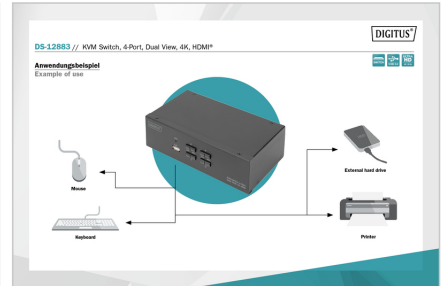 DIGITUS®
DS-12883 // KVM Switch, 4-Port, Dual View, 4K, HDMI®
Anwendungsbeispiel
Example of use
HD
Mouse
External hard drive
Keyboard
Printer